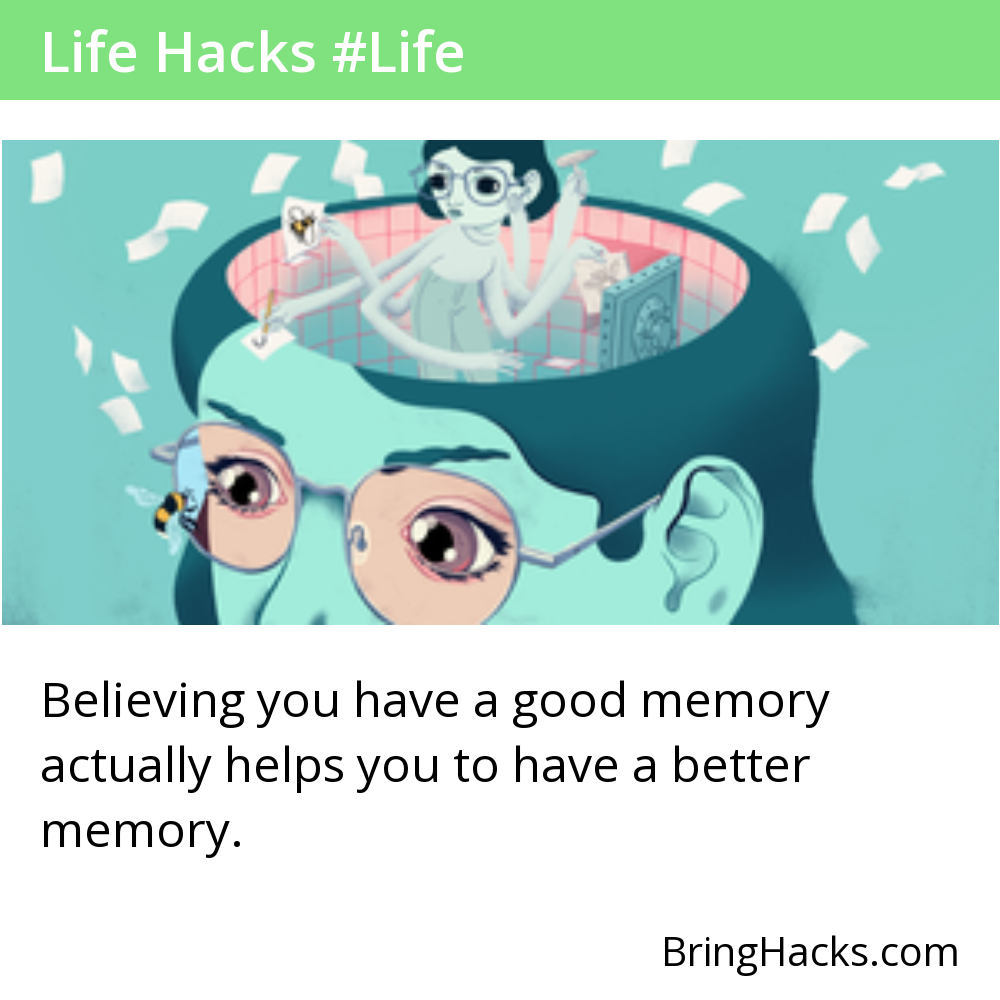 Life Hacks #Life
Believing you have a good memory
actually helps you to have a better
memory.
BringHacks.com